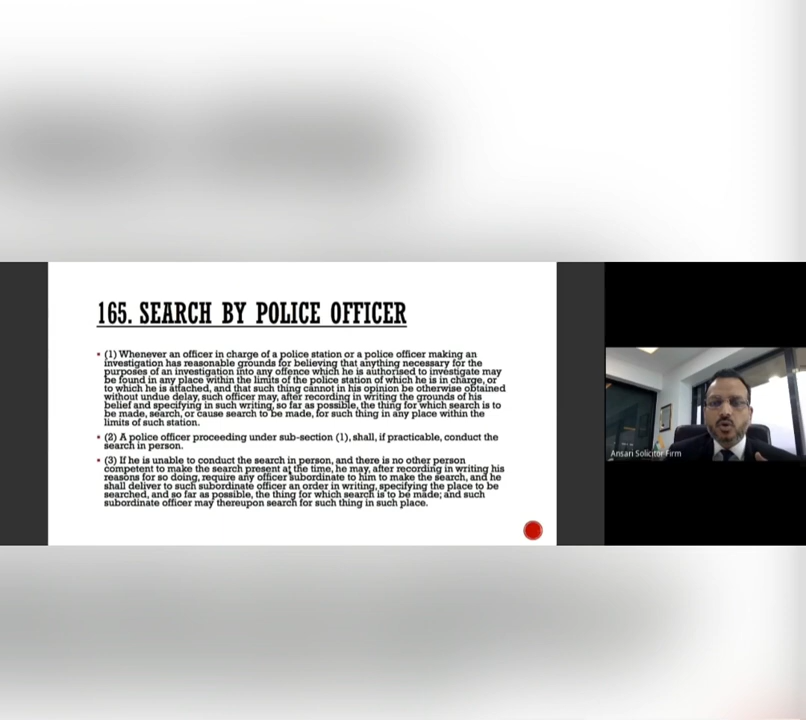 165. SEARCH BY POLICE OFFICER
(1) Whenever an officer in charge of a police station or a police officer making an
investigation has reasonable grounds for believing that anything necessary for the
purposes of an investigation into any offence which he is authorised to investigate may
be found in any place within the limits of the police station of which he is in charge, or
to which he is attached, and that such thing cannot in his opinion be otherwise obtained
without undue delay, such officer may, after recording in writing the grounds of his
belief and specifying in such writing, so far as possible, the thing for which search is to
be made, search, or cause search to be made, for such thing in any place within the
limits of such station.
(2) A police officer proceeding under sub-section (1), shall, if practicable, conduct the
search in person.
(3) If he is unable to conduct the search in person, and there is no other person
competent to make the search present at the time, he may, after recording in writing his
reasons for so doing, require any officer subordinate to him to make the search, and he
shall deliver to such subordinate officer an order in writing, specifying the place to be
searched, and so far as possible, the thing for which search is to be made; and such
subordinate officer may thereupon search for such thing in such place.
Ansari Solicitor Firm